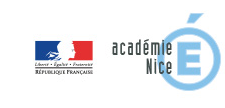 Liberté • Égalité • Fraternité
RÉPUBLIQUE FRANÇAISE
académie
Nice
É